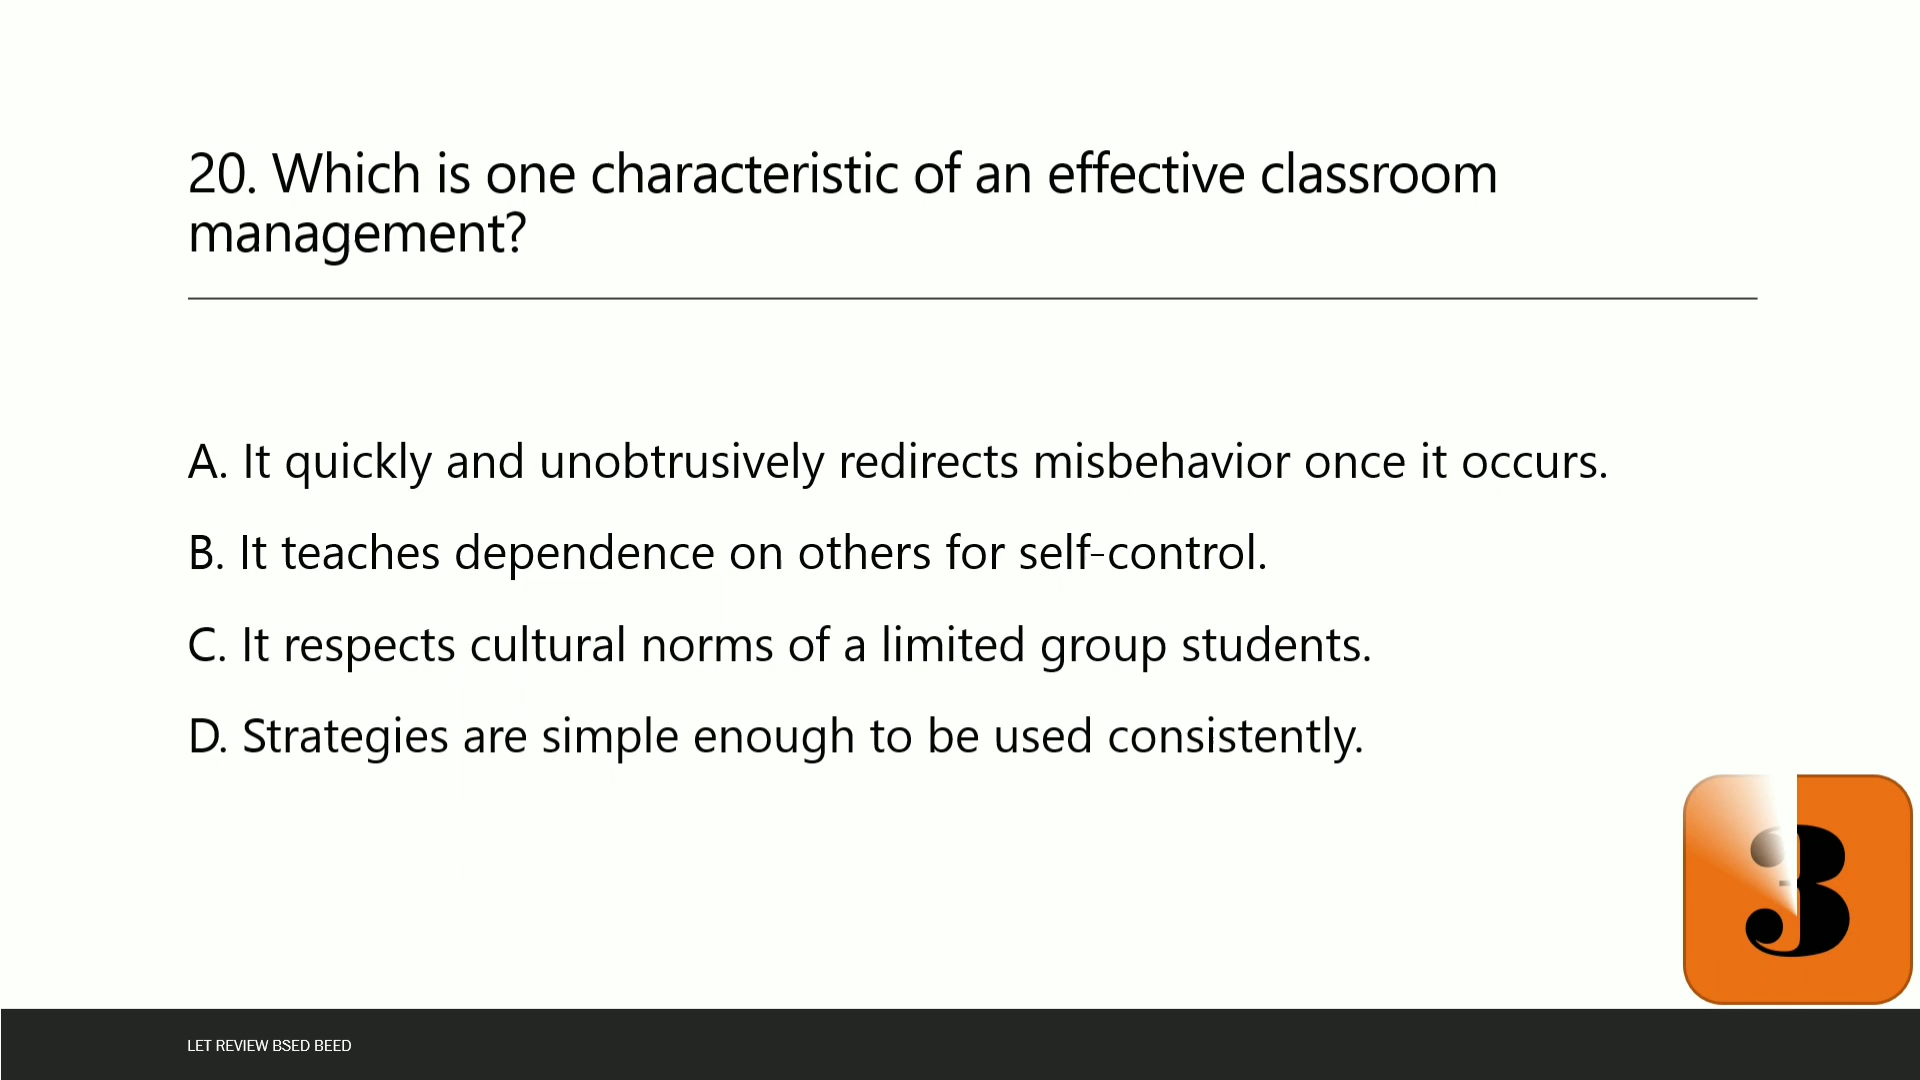 20. Which is one characteristic of an effective classroom
management?
A. It quickly and unobtrusively redirects misbehavior once it occurs.
B. It teaches dependence on others for self-control.
C. It respects cultural norms of a limited group students.
D. Strategies are simple enough to be used consistently.
3
LET REVIEW BSED BEED